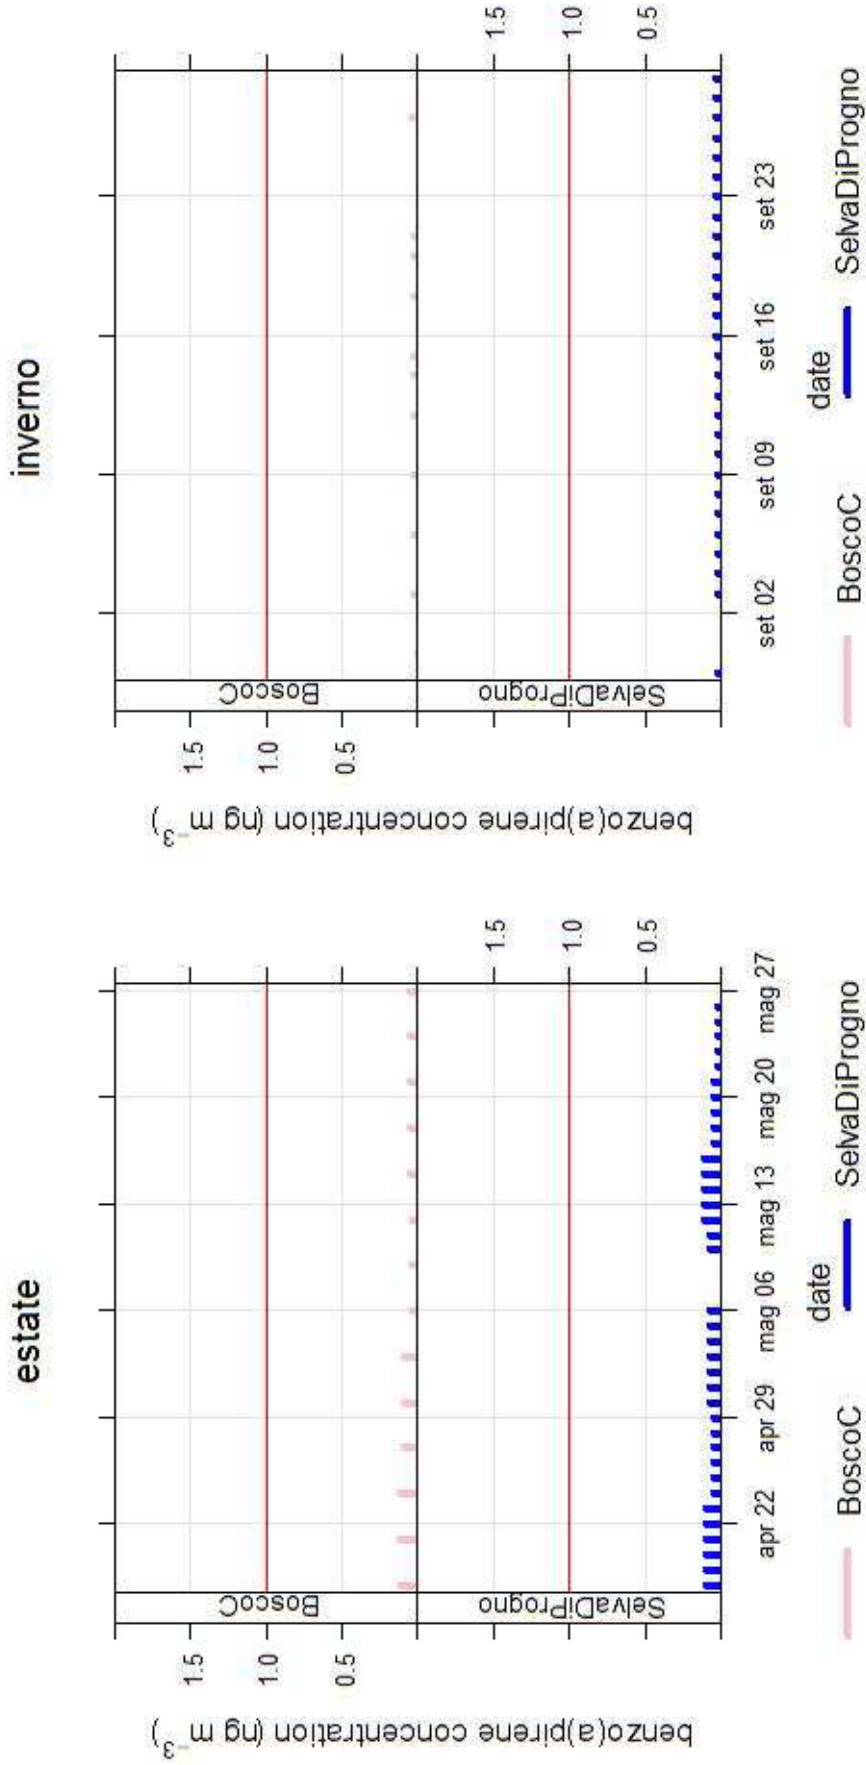 estate
benzo(a)pirene concentration (ng m⁻³)
1.5
1.0
0.5
BoscoC
SelvaDiProgno
1.5
1.0
0.5
apr 22
apr 29
mag 06
mag 13
mag 20
mag 27
date
BoscoC
SelvaDiProgno
inverno
benzo(a)pirene concentration (ng m⁻³)
1.5
1.0
0.5
BoscoC
SelvaDiProgno
1.5
1.0
0.5
set 02
set 09
set 16
set 23
date
BoscoC
SelvaDiProgno